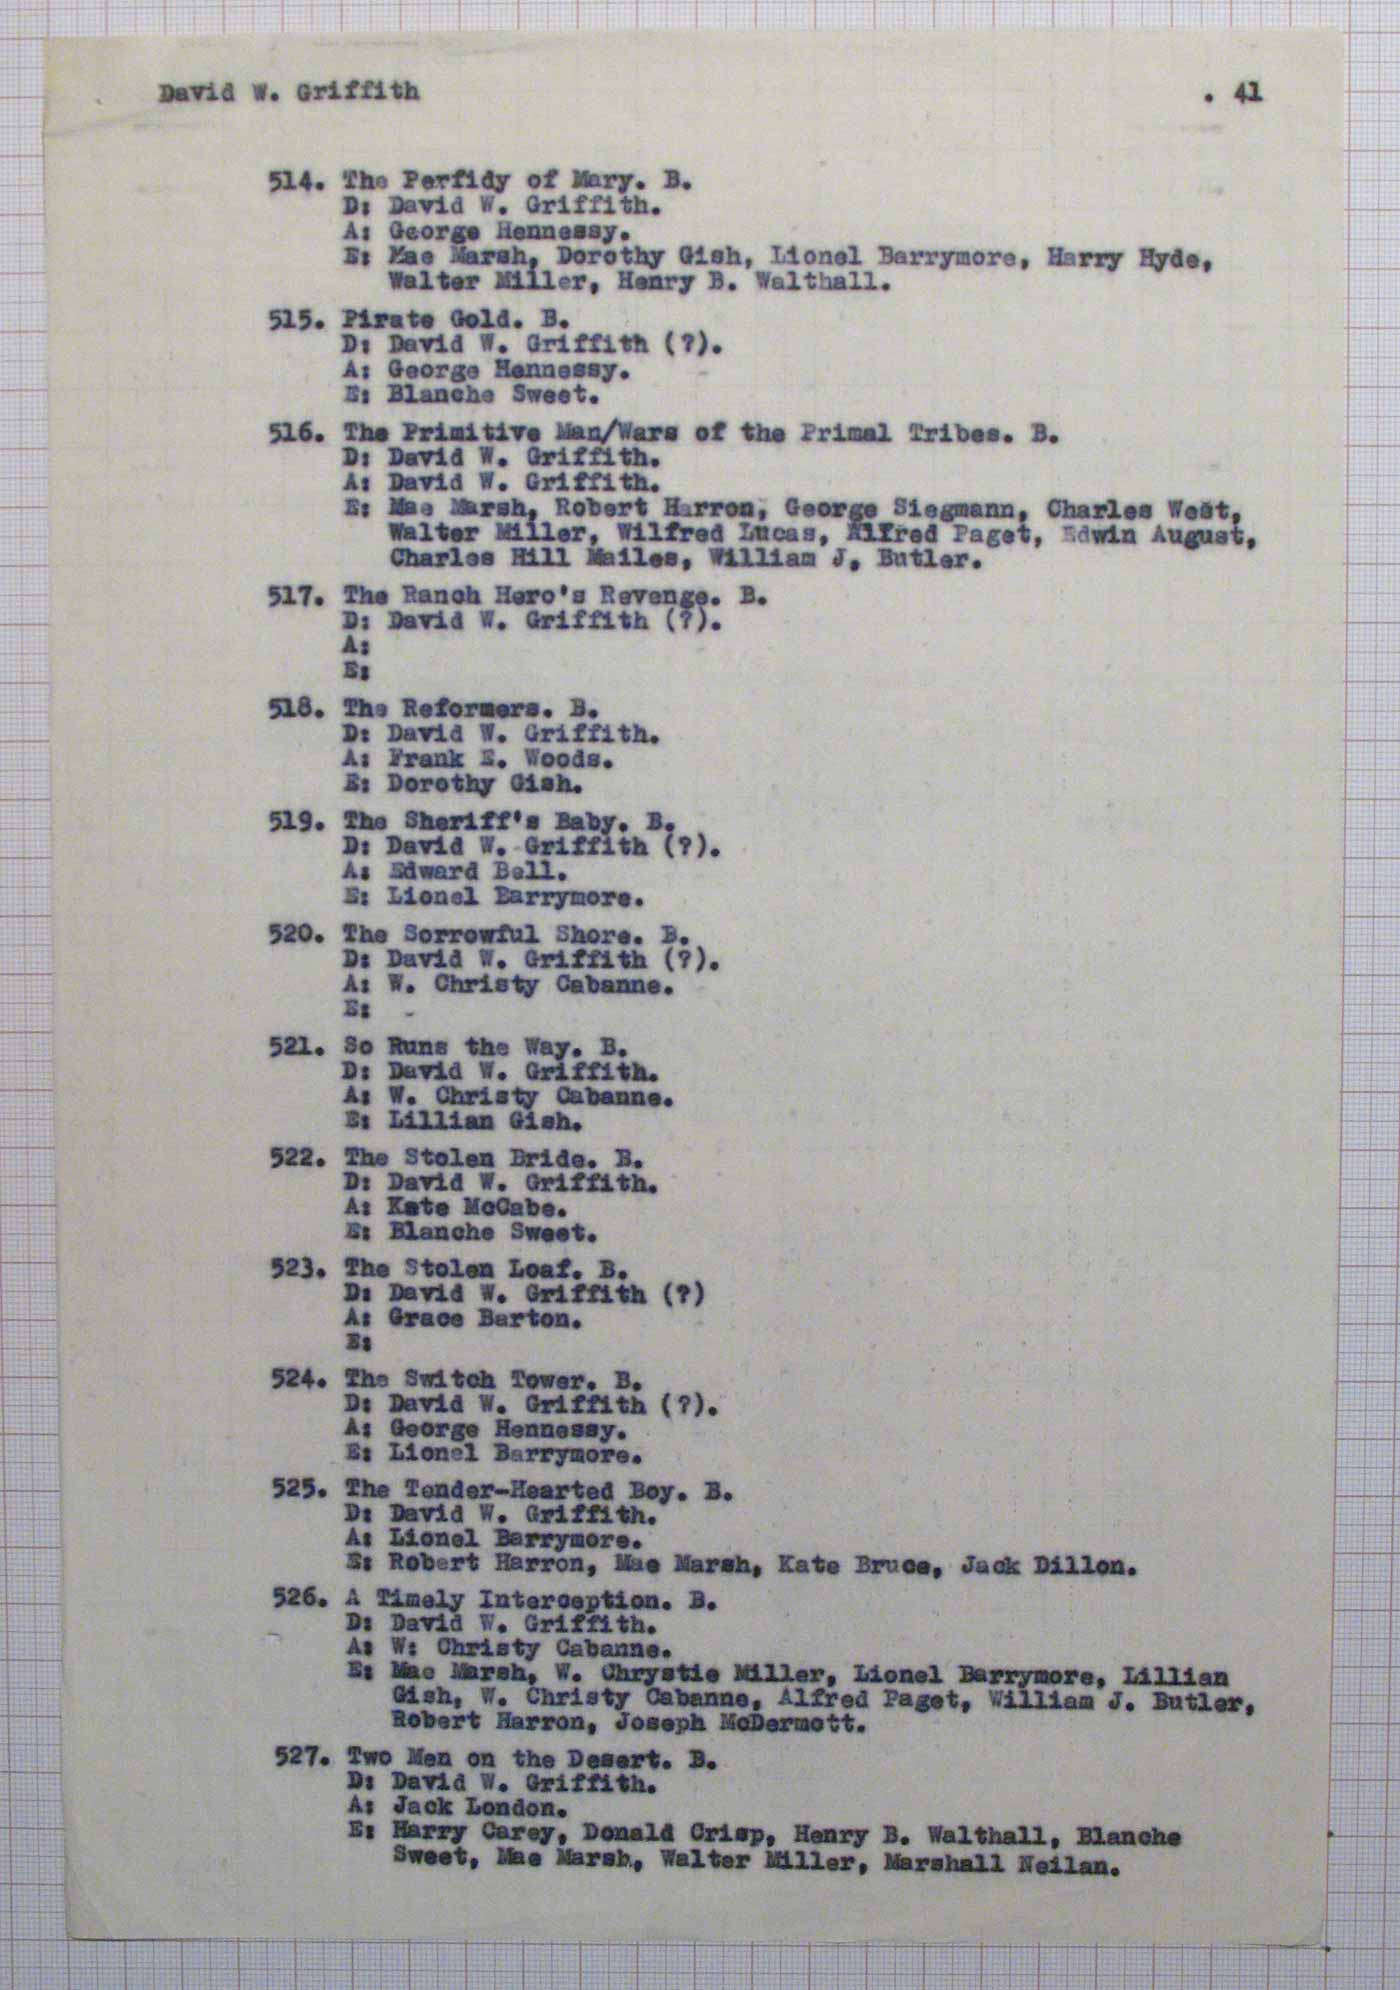 David W. Griffith . 41
514. The Perfidy of Mary. B.
D: David W. Griffith.
A: George Hennessy.
E: Mae Marsh, Dorothy Gish, Lionel Barrymore, Harry Hyde,
Walter Miller, Henry B. Walthall.
515. Pirate Gold. B.
D: David W. Griffith (?).
A: George Hennessy.
E: Blanche Sweet.
516. The Primitive Man/Wars of the Primal Tribes. B.
D: David W. Griffith.
A: David W. Griffith.
E: Mae Marsh, Robert Harron, George Siegmann, Charles West,
Walter Miller, Wilfred Lucas, Alfred Paget, Edwin August,
Charles Hill Mailes, William J. Butler.
517. The Ranch Hero's Revenge. B.
D: David W. Griffith (?).
A:
E:
518. The Reformers. B.
D: David W. Griffith.
A: Frank E. Woods.
E: Dorothy Gish.
519. The Sheriff's Baby. B.
D: David W. Griffith (?).
A: Edward Bell.
E: Lionel Barrymore.
520. The Sorrowful Shore. B.
D: David W. Griffith (?).
A: W. Christy Cabanne.
E: -
521. So Runs the Way. B.
D: David W. Griffith.
A: W. Christy Cabanne.
E: Lillian Gish.
522. The Stolen Bride. B.
D: David W. Griffith.
A: Kate McCabe.
E: Blanche Sweet.
523. The Stolen Loaf. B.
D: David W. Griffith (?)
A: Grace Barton.
E:
524. The Switch Tower. B.
D: David W. Griffith (?).
A: George Hennessy.
E: Lionel Barrymore.
525. The Tender-Hearted Boy. B.
D: David W. Griffith.
A: Lionel Barrymore.
E: Robert Harron, Mae Marsh, Kate Bruce, Jack Dillon.
526. A Timely Interception. B.
D: David W. Griffith.
A: W: Christy Cabanne.
E: Mae Marsh, W. Chrystie Miller, Lionel Barrymore, Lillian
Gish, W. Christy Cabanne, Alfred Paget, William J. Butler,
Robert Harron, Joseph McDermott.
527. Two Men on the Desert. B.
D: David W. Griffith.
A: Jack London.
E: Harry Carey, Donald Crisp, Henry B. Walthall, Blanche
Sweet, Mae Marsh, Walter Miller, Marshall Neilan.